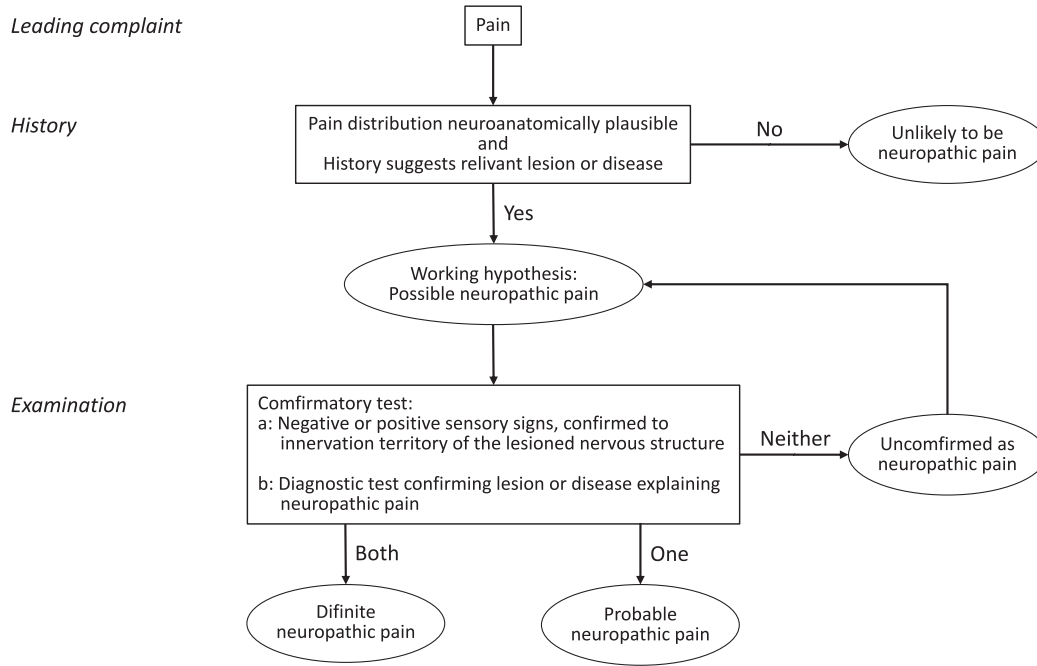 Leading complaint
Pain
History
Pain distribution neuroanatomically plausible
and
History suggests relivant lesion or disease
No
Unlikely to be
neuropathic pain
Yes
Working hypothesis:
Possible neuropathic pain
Examination
Comfirmatory test:
a: Negative or positive sensory signs, confirmed to
innervation territory of the lesioned nervous structure
b: Diagnostic test confirming lesion or disease explaining
neuropathic pain
Neither
Uncomfirmed as
neuropathic pain
Both
One
Difinite
neuropathic pain
Probable
neuropathic pain